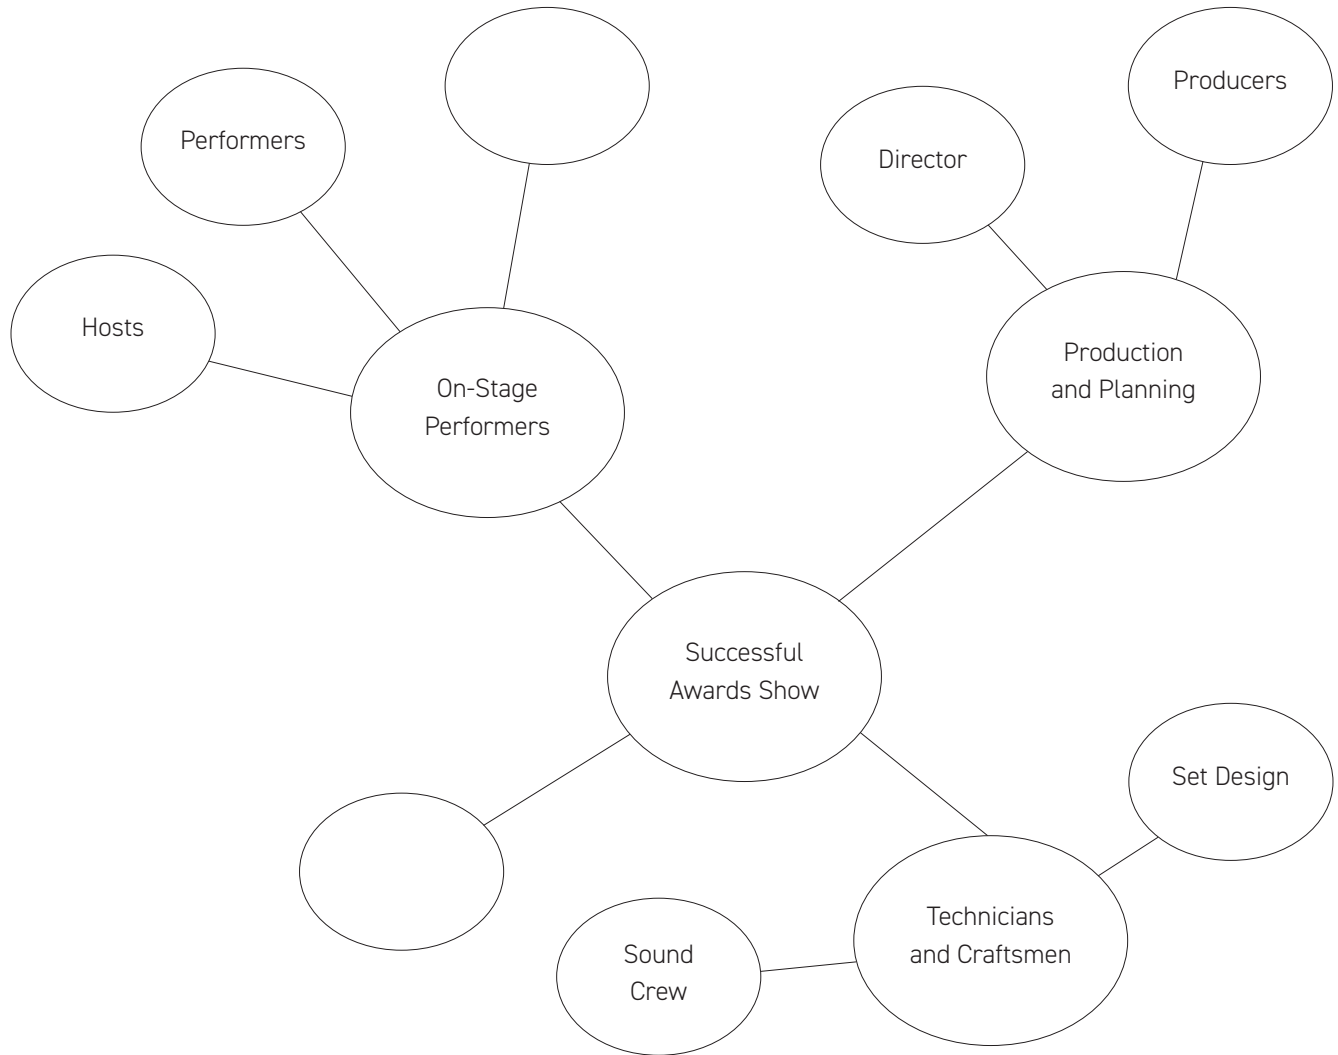 Producers
Performers
Director
Hosts
Production
and Planning
On-Stage
Performers
Successful
Awards Show
Set Design
Technicians
and Craftsmen
Sound
Crew